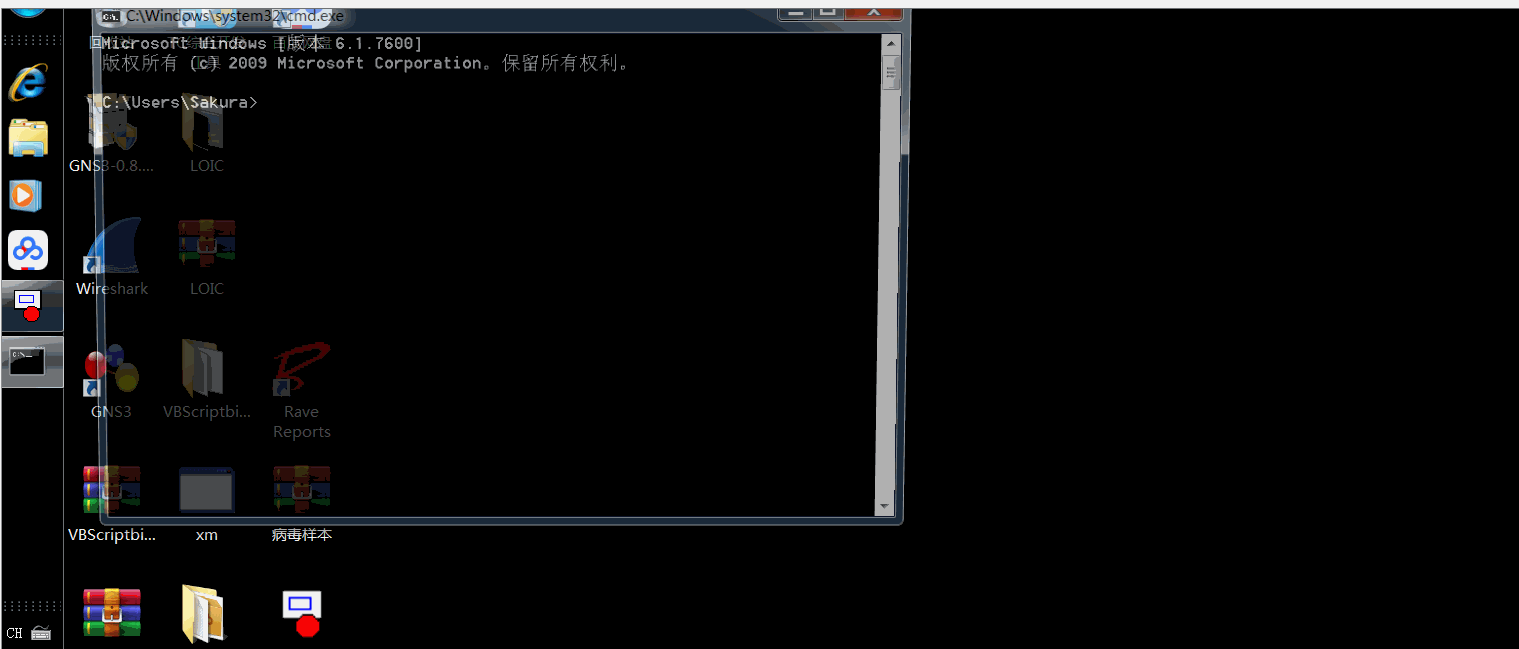 C:\Windows\system32\cmd.exe
Microsoft Windows [版本 6.1.7600]
版权所有 (c) 2009 Microsoft Corporation。保留所有权利。
C:\Users\Sakura>
GNS3-0.8....
LOIC
Wireshark
LOIC
GNS3
VBScriptbi...
Rave
Reports
VBScriptbi...
xm
病毒样本
CH